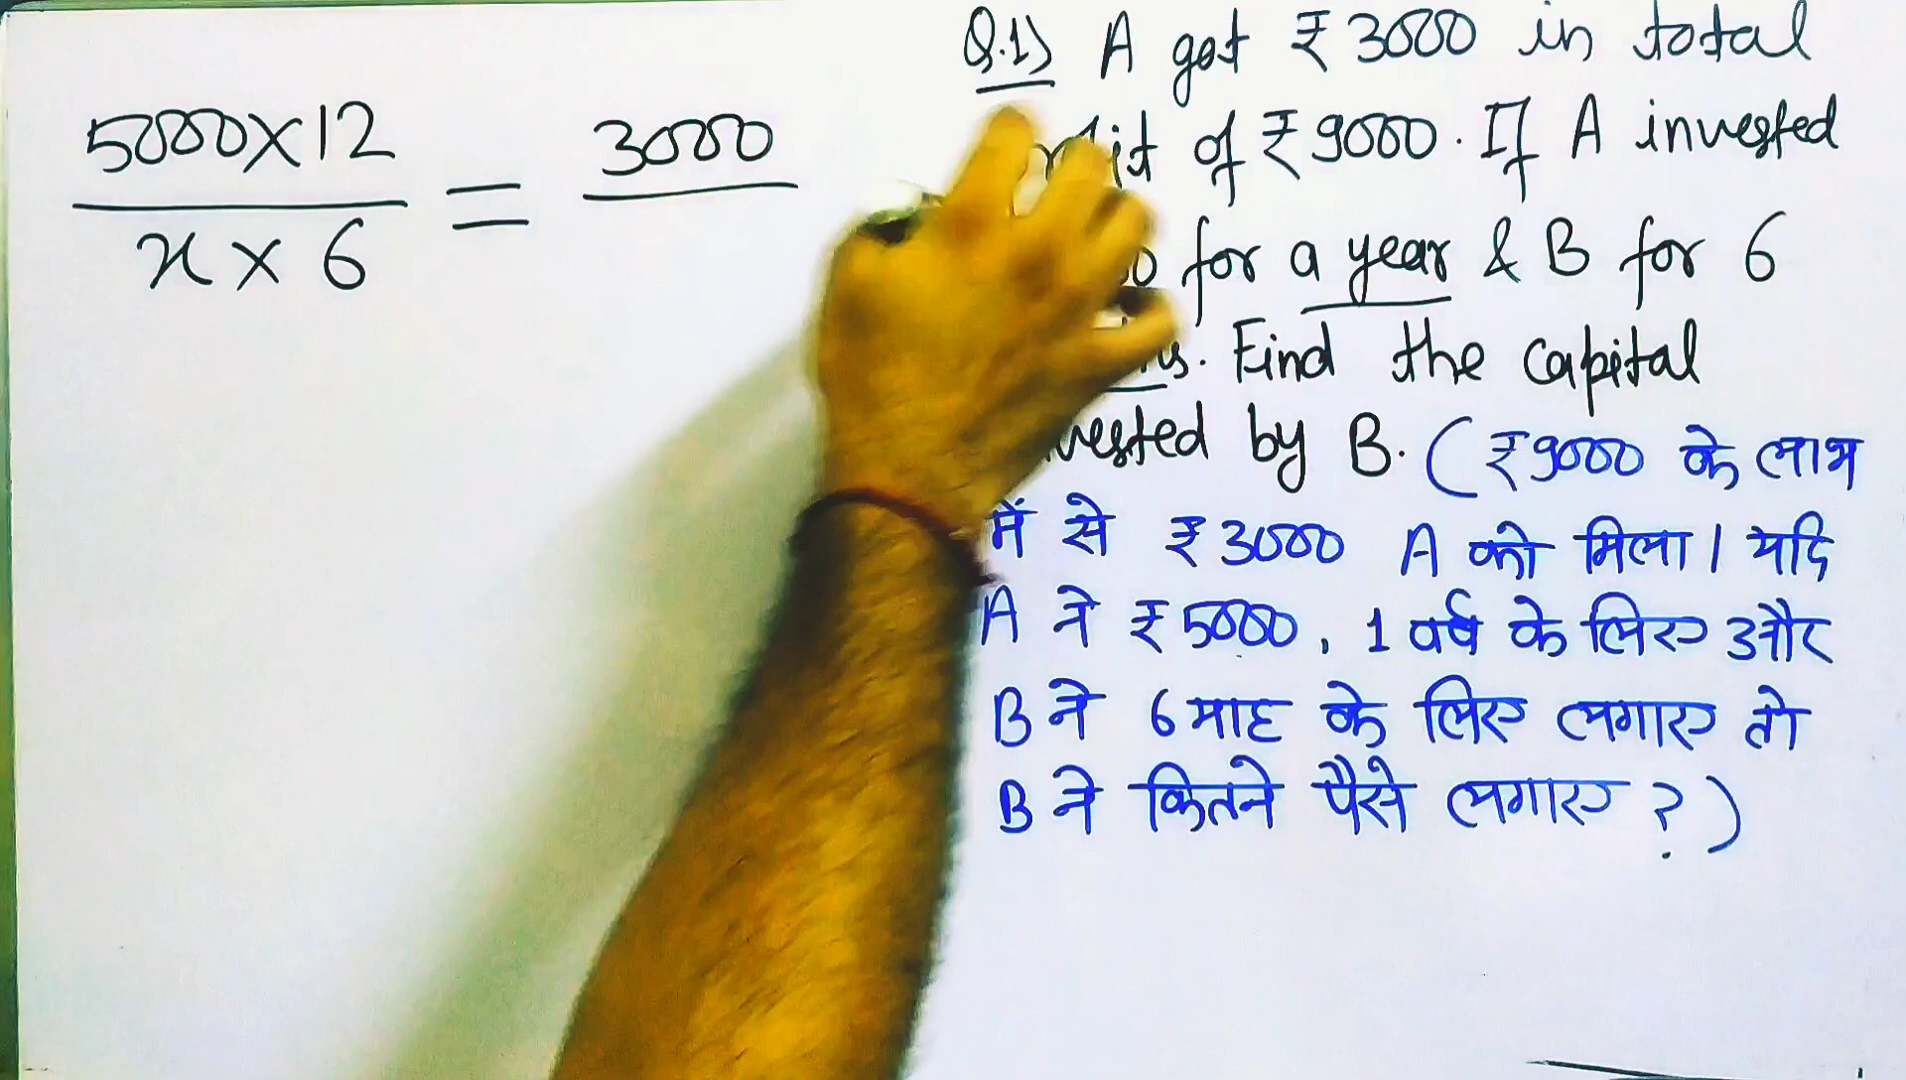 5000×12
x × 6
=
3000
Q.1) A got ₹3000 in total
of ₹9000. If A invested
for a year & B for 6
Find the capital
by B. (₹9000 के लाभ
में से ₹3000 A को मिला। यदि
A ने ₹5000, 1 वर्ष के लिए और
B ने 6 माह के लिए लगाए तो
B ने कितने पैसे लगाए ?)